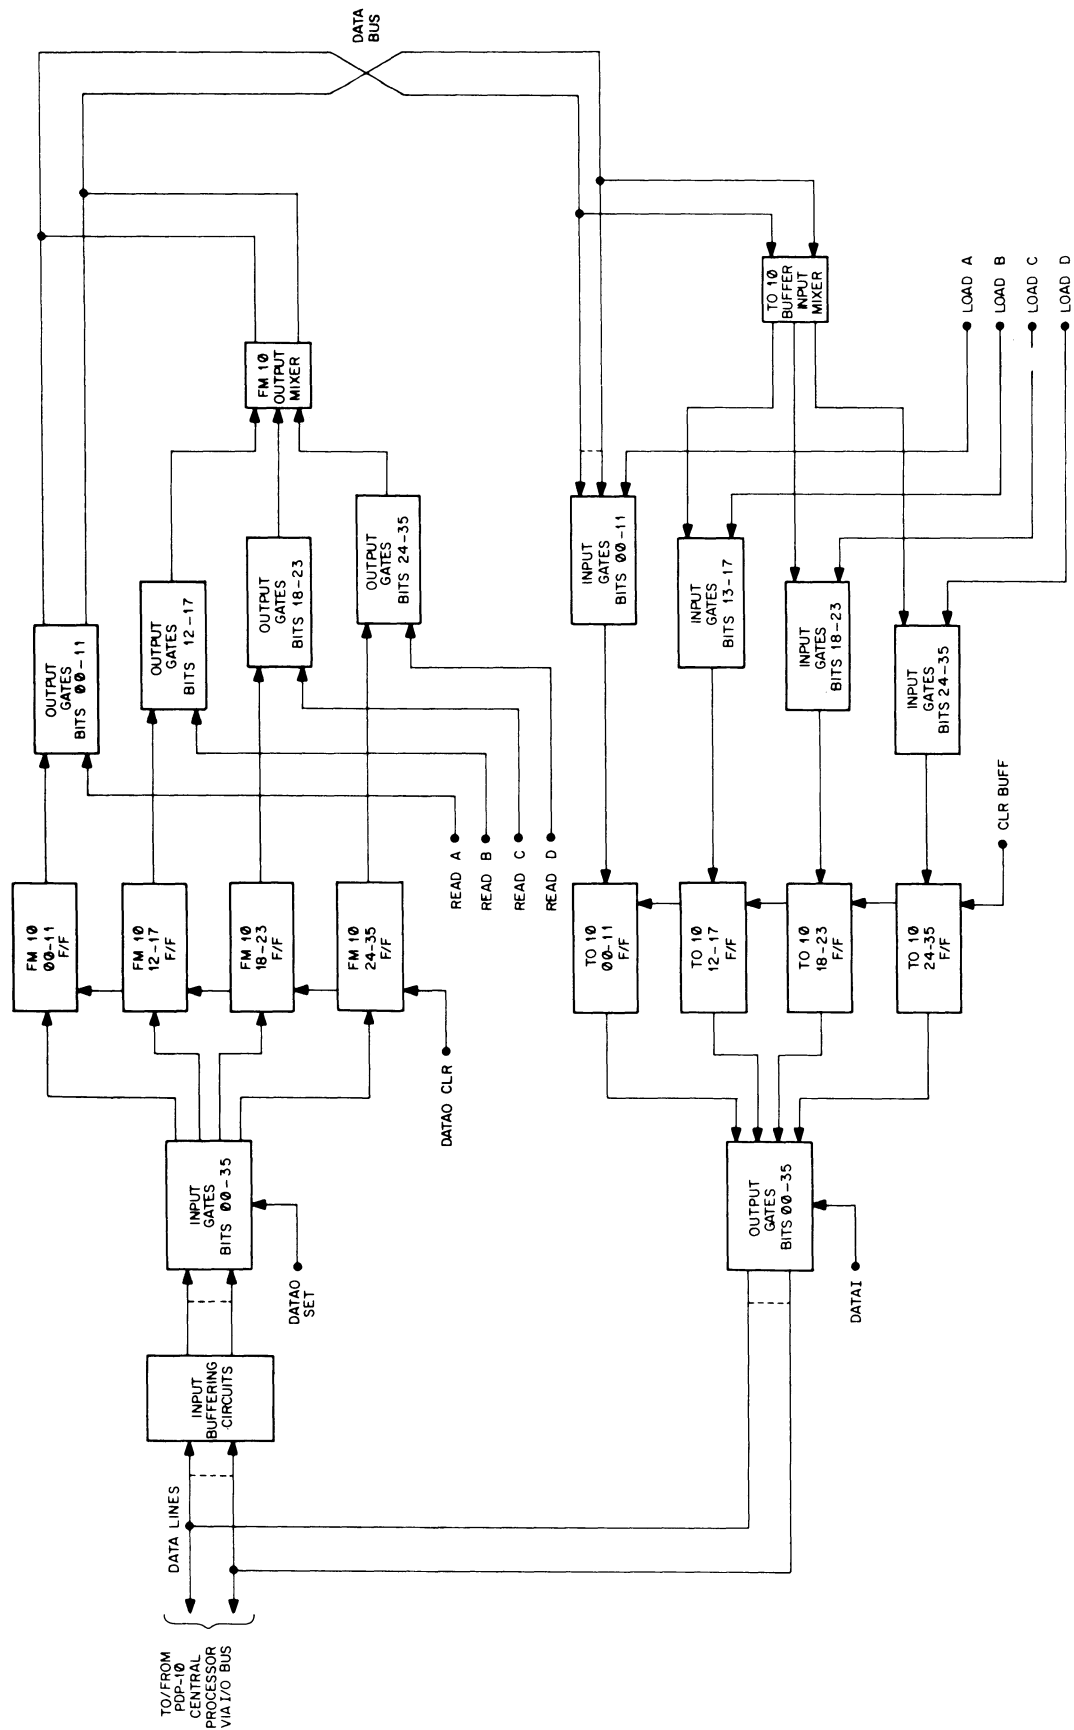 TO/FROM
PDP-10
CENTRAL
PROCESSOR
VIA I/O BUS
DATA LINES
INPUT
BUFFERING
CIRCUITS
DATAO
SET
INPUT
GATES
BITS 00-35
DATAO CLR
FM 10
00-11
F/F
FM 10
12-17
F/F
FM 10
18-23
F/F
FM 10
24-35
F/F
READ A
READ B
READ C
READ D
OUTPUT
GATES
BITS 00-11
OUTPUT
GATES
BITS 12-17
OUTPUT
GATES
BITS 18-23
OUTPUT
GATES
BITS 24-35
FM 10
OUTPUT
MIXER
DATA
BUS
DATAI
OUTPUT
GATES
BITS 00-35
TO 10
00-11
F/F
TO 10
12-17
F/F
TO 10
18-23
F/F
TO 10
24-35
F/F
CLR BUFF
INPUT
GATES
BITS 00-11
INPUT
GATES
BITS 13-17
INPUT
GATES
BITS 18-23
INPUT
GATES
BITS 24-35
TO 10
BUFFER
INPUT
MIXER
LOAD A
LOAD B
LOAD C
LOAD D